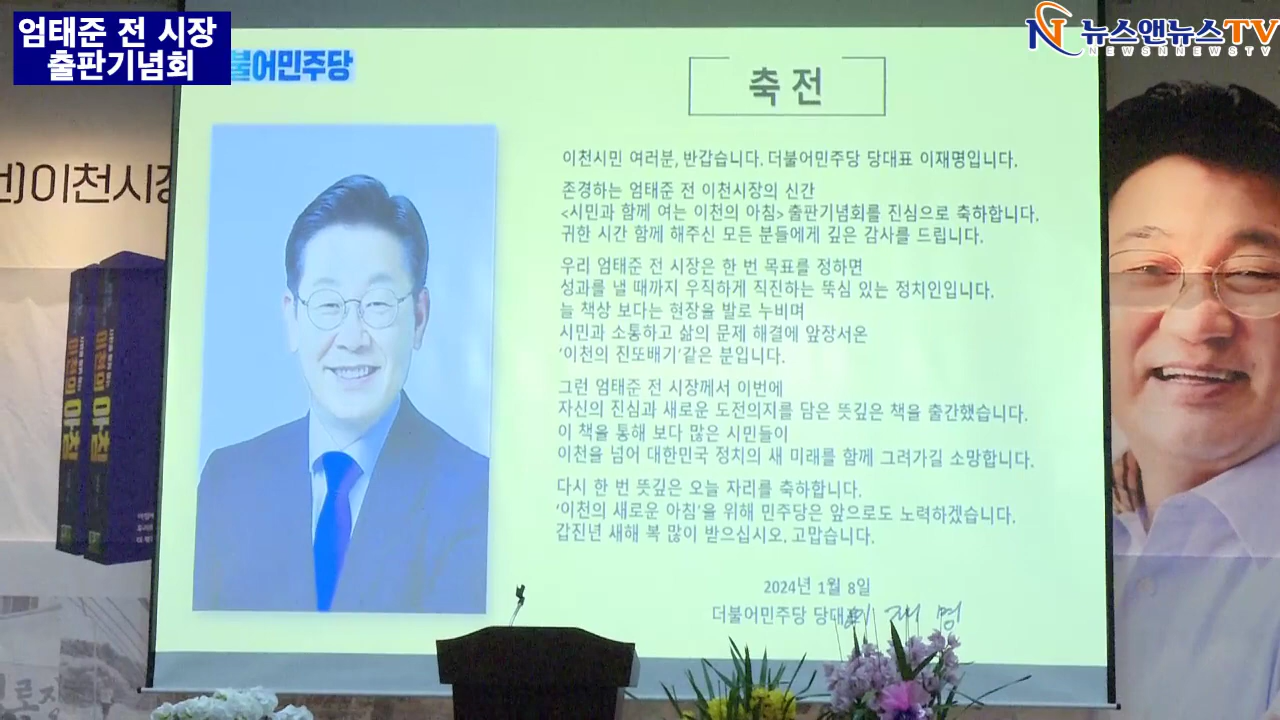 엄태준 전 시장
출판기념회
뉴스앤뉴스TV
NEWSNNEWSTV
불어민주당
축전
이천시민 여러분, 반갑습니다. 더불어민주당 당대표 이재명입니다.
존경하는 엄태준 전 이천시장의 신간
<시민과 함께 여는 이천의 아침> 출판기념회를 진심으로 축하합니다.
귀한 시간 함께 해주신 모든 분들에게 깊은 감사를 드립니다.
우리 엄태준 전 시장은 한 번 목표를 정하면
성과를 낼 때까지 우직하게 직진하는 뚝심 있는 정치인입니다.
늘 책상 보다는 현장을 발로 누비며
시민과 소통하고 삶의 문제 해결에 앞장서온
'이천의 진또배기'같은 분입니다.
그런 엄태준 전 시장께서 이번에
자신의 진심과 새로운 도전의지를 담은 뜻깊은 책을 출간했습니다.
이 책을 통해 보다 많은 시민들이
이천을 넘어 대한민국 정치의 새 미래를 함께 그려가길 소망합니다.
다시 한 번 뜻깊은 오늘 자리를 축하합니다.
'이천의 새로운 아침'을 위해 민주당은 앞으로도 노력하겠습니다.
갑진년 새해 복 많이 받으십시오. 고맙습니다.
2024년 1월 8일
더불어민주당 당대표 이재명
이천시장
이천의 아침
이천의 아침